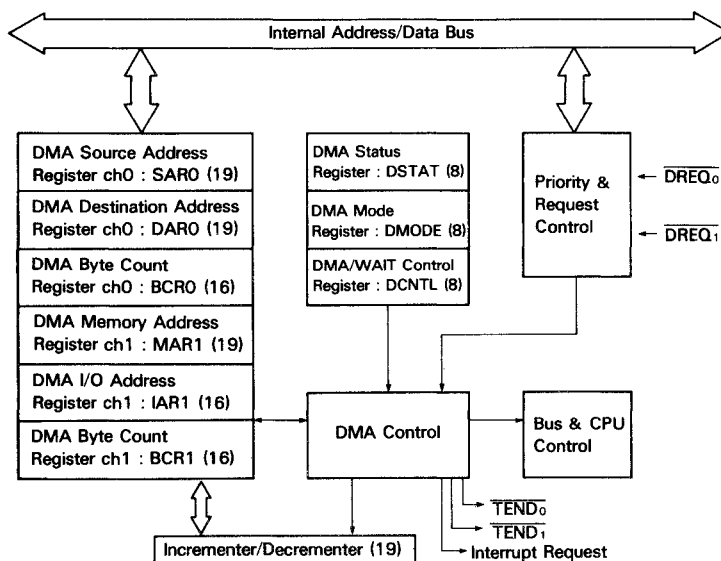 Internal Address/Data Bus
DMA Source Address
Register ch0 : SAR0 (19)
DMA Destination Address
Register ch0 : DAR0 (19)
DMA Byte Count
Register ch0 : BCR0 (16)
DMA Memory Address
Register ch1 : MAR1 (19)
DMA I/O Address
Register ch1 : IAR1 (16)
DMA Byte Count
Register ch1 : BCR1 (16)
DMA Status
Register : DSTAT (8)
DMA Mode
Register : DMODE (8)
DMA/WAIT Control
Register : DCNTL (8)
Priority &
Request
Control
DREQ0
DREQ1
DMA Control
Bus & CPU
Control
TEND0
TEND1
Interrupt Request
Incrementer/Decrementer (19)